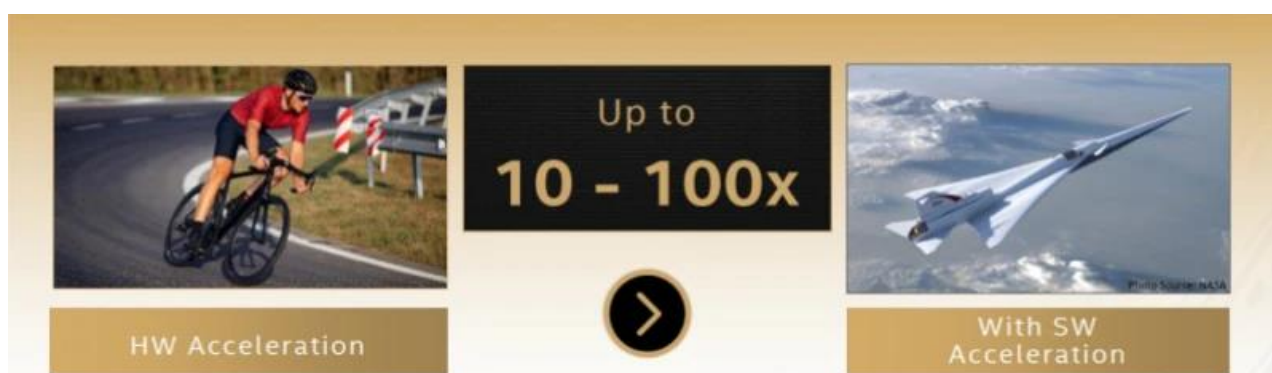 Up to
10 - 100x
Photo Source: NASA
HW Acceleration
With SW
Acceleration